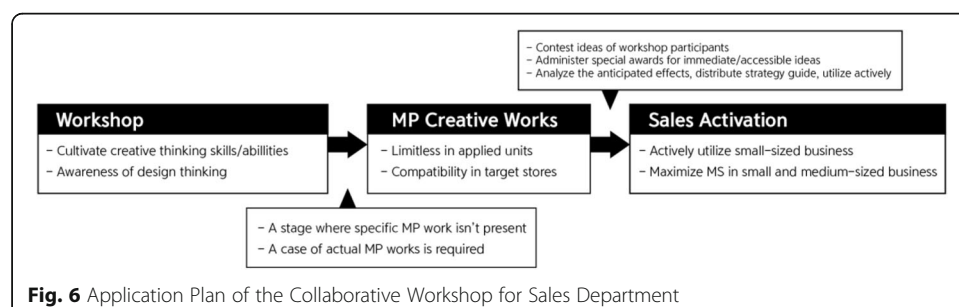 – Contest ideas of workshop participants
– Administer special awards for immediate/accessible ideas
– Analyze the anticipated effects, distribute strategy guide, utilize actively
Workshop
– Cultivate creative thinking skills/abillities
– Awareness of design thinking
MP Creative Works
– Limitless in applied units
– Compatibility in target stores
Sales Activation
– Actively utilize small–sized business
– Maximize MS in small and medium–sized business
– A stage where specific MP work isn't present
– A case of actual MP works is required
Fig. 6 Application Plan of the Collaborative Workshop for Sales Department